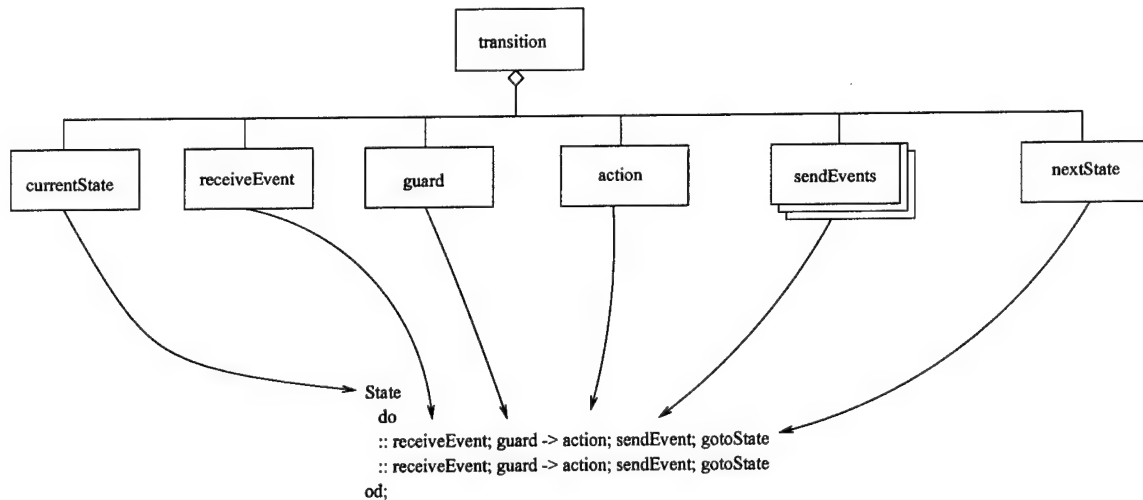 transition
currentState
receiveEvent
guard
action
sendEvents
nextState
State
do
:: receiveEvent; guard -> action; sendEvent; gotoState
:: receiveEvent; guard -> action; sendEvent; gotoState
od;